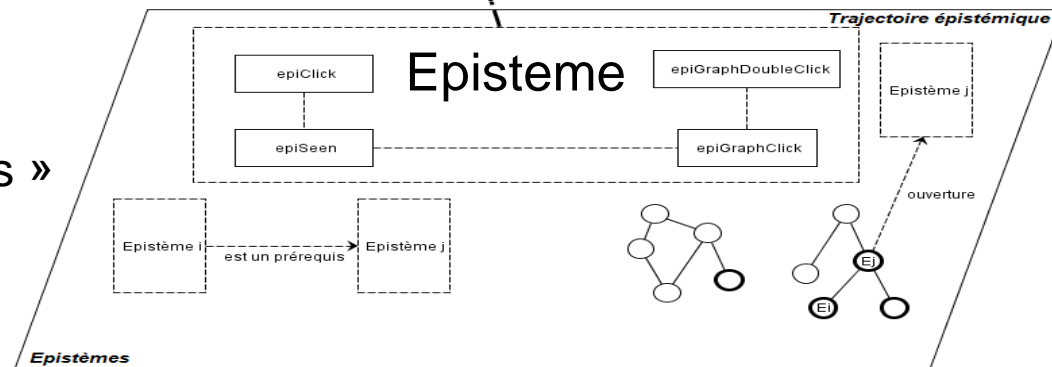 Trajectoire épistémique
epiClick
Episteme
epiGraphDoubleClick
epiSeen
epiGraphClick
Epistème j
s »
ouverture
Epistème i
est un prérequis
Epistème j
Ej
Ei
Epistèmes